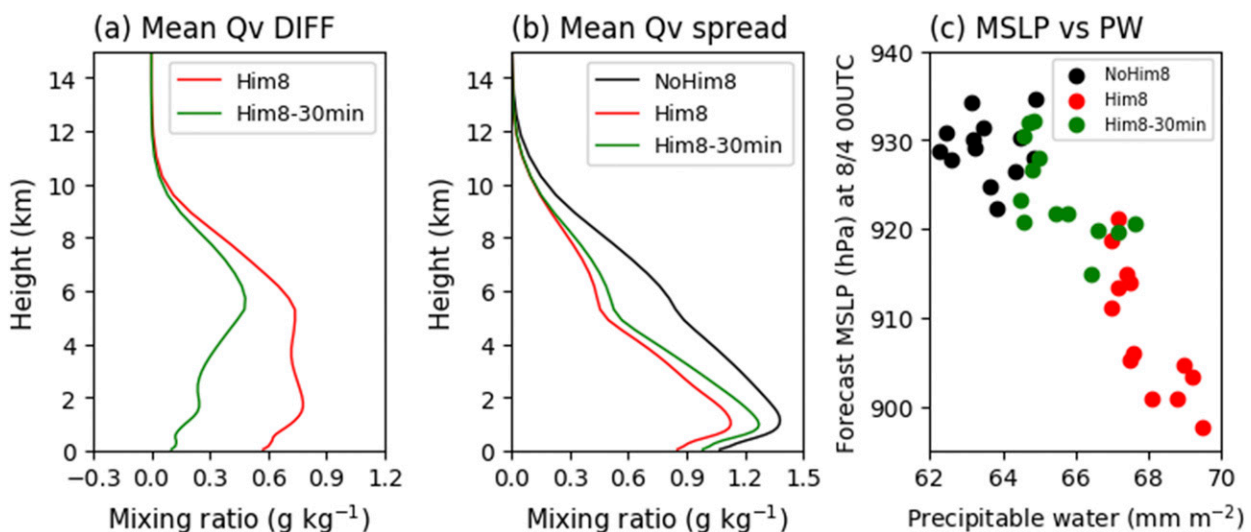 (a) Mean Qv DIFF
Height (km)
14
12
10
8
6
4
2
0
Him8
Him8-30min
−0.3 0.0 0.3 0.6 0.9 1.2
Mixing ratio (g kg⁻¹)
(b) Mean Qv spread
Height (km)
14
12
10
8
6
4
2
0
NoHim8
Him8
Him8-30min
0.0 0.3 0.6 0.9 1.2 1.5
Mixing ratio (g kg⁻¹)
(c) MSLP vs PW
Forecast MSLP (hPa) at 8/4 00UTC
940
930
920
910
900
NoHim8
Him8
Him8-30min
62 64 66 68 70
Precipitable water (mm m⁻²)